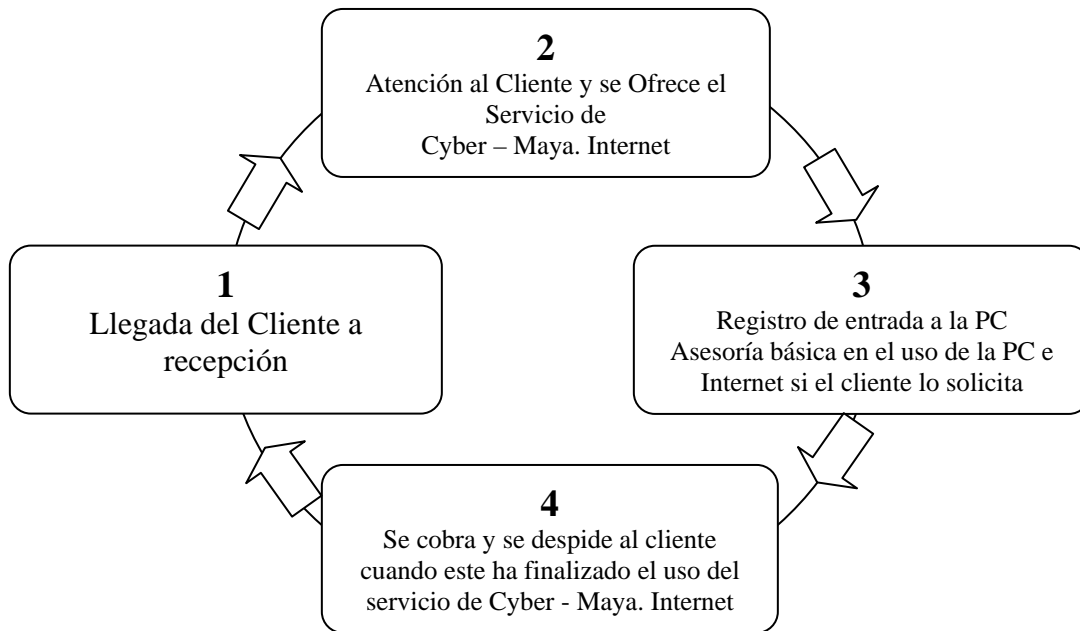 1
Llegada del Cliente a
recepción
2
Atención al Cliente y se Ofrece el
Servicio de
Cyber – Maya. Internet
3
Registro de entrada a la PC
Asesoría básica en el uso de la PC e
Internet si el cliente lo solicita
4
Se cobra y se despide al cliente
cuando este ha finalizado el uso del
servicio de Cyber - Maya. Internet